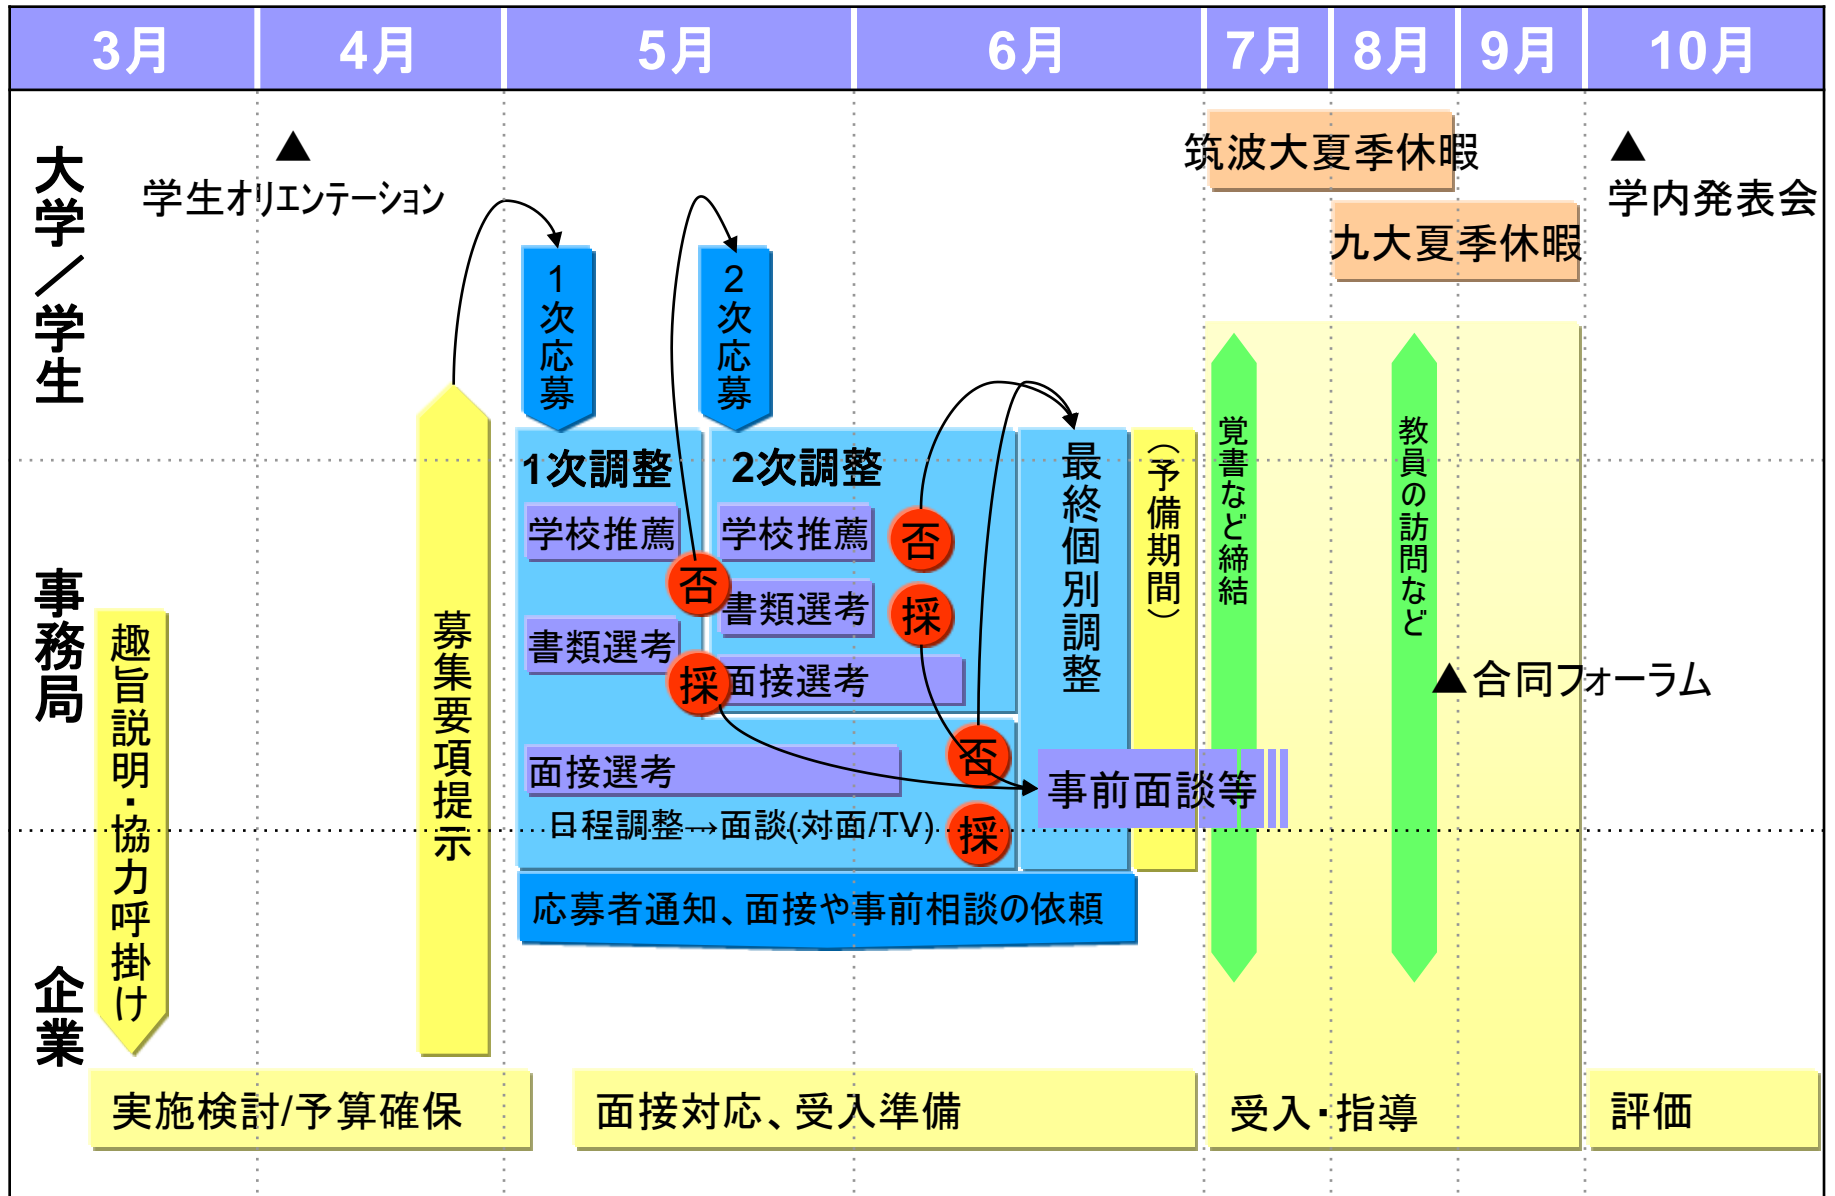 3月
4月
5月
6月
7月
8月
9月
10月
大学／学生
▲
学生オリエンテーション
筑波大夏季休暇
九大夏季休暇
▲
学内発表会
1次応募
2次応募
1次調整
学校推薦
書類選考
面接選考
日程調整→面談(対面/TV)
否
採
2次調整
学校推薦
書類選考
面接選考
否
採
否
採
最終個別調整
（予備期間）
事前面談等
覚書など締結
教員の訪問など
事務局
趣旨説明・協力呼掛け
募集要項提示
▲合同フォーラム
応募者通知、面接や事前相談の依頼
企業
実施検討/予算確保
面接対応、受入準備
受入・指導
評価